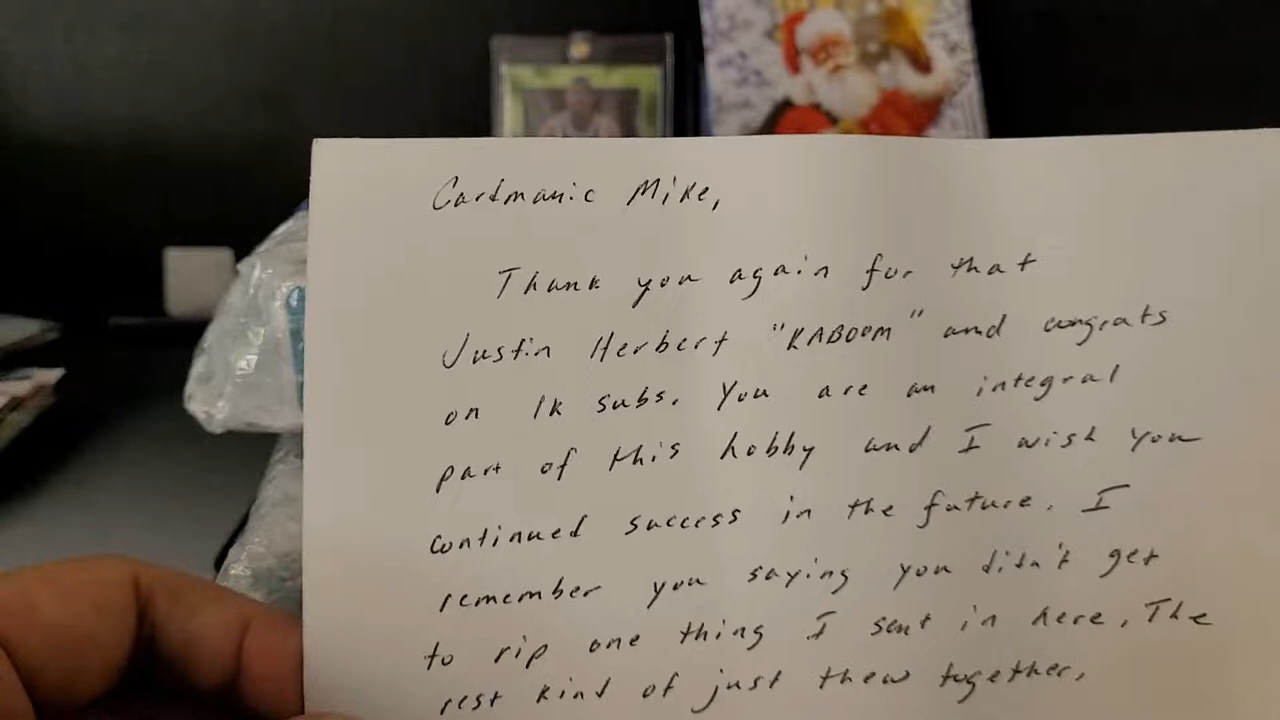 Cardmanic Mike,
Thank you again for that
Justin Herbert "KABOOM" and congrats
on 1k subs. You are an integral
part of this hobby and I wish you
continued success in the future. I
remember you saying you didn't get
to rip one thing I sent in here. The
rest kind of just thew together.